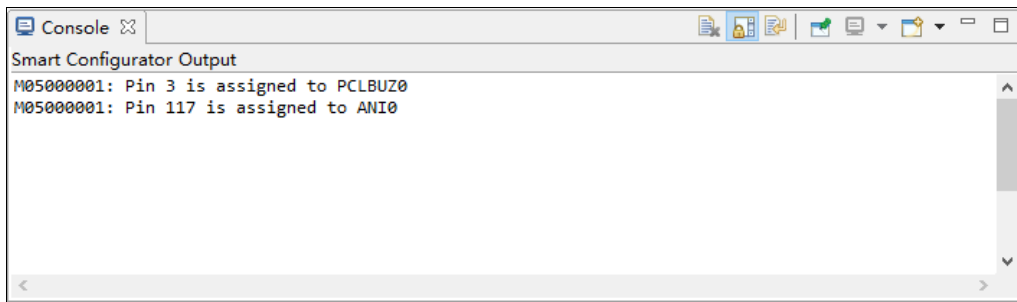 Console
Smart Configurator Output
M05000001: Pin 3 is assigned to PCLBUZ0
M05000001: Pin 117 is assigned to ANI0